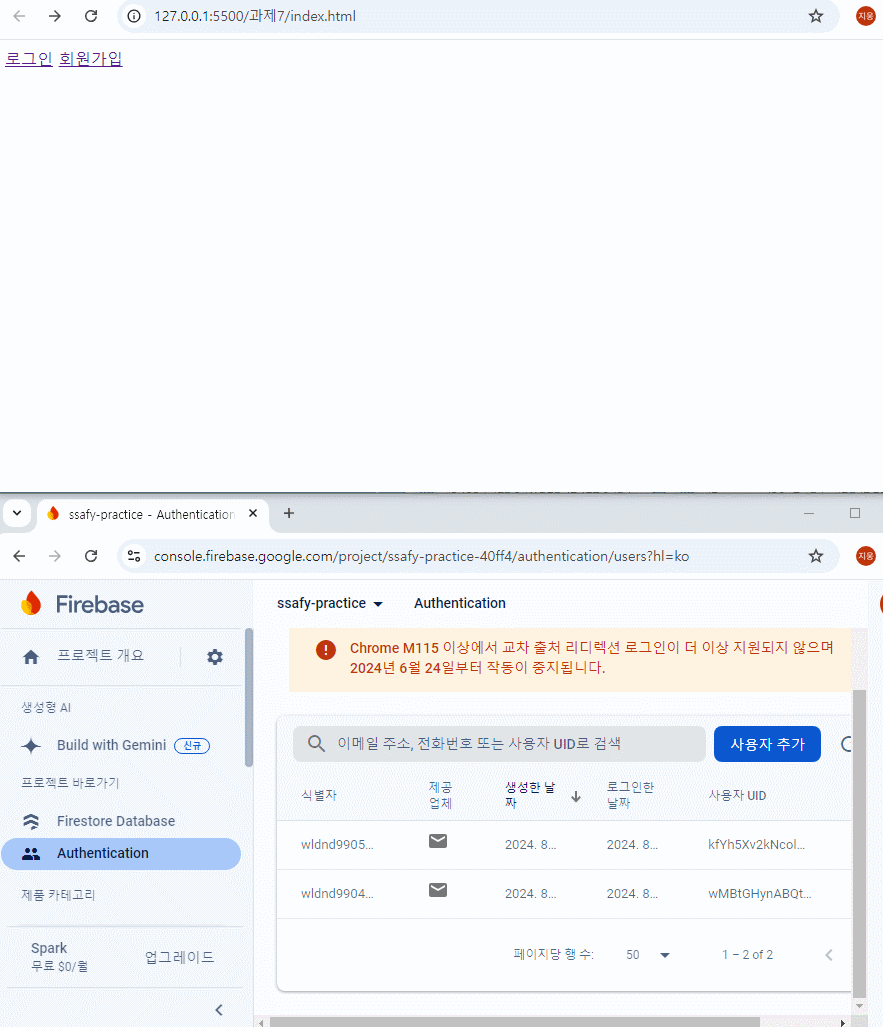 127.0.0.1:5500/과제7/index.html
지웅
로그인 회원가입
ssafy-practice - Authentication
console.firebase.google.com/project/ssafy-practice-40ff4/authentication/users?hl=ko
지웅
Firebase
ssafy-practice
Authentication
프로젝트 개요
Chrome M115 이상에서 교차 출처 리디렉션 로그인이 더 이상 지원되지 않으며
2024년 6월 24일부터 작동이 중지됩니다.
생성형 AI
Build with Gemini 신규
프로젝트 바로가기
Firestore Database
Authentication
제품 카테고리
Spark
무료 $0/월
업그레이드
이메일 주소, 전화번호 또는 사용자 UID로 검색
사용자 추가
식별자
제공
업체
생성한 날
짜
로그인한
날짜
사용자 UID
wldnd9905...
2024. 8...
2024. 8...
kfYh5Xv2kNcol...
wldnd9904...
2024. 8...
2024. 8...
wMBtGHynABQt...
페이지당 행 수:
50
1 – 2 of 2